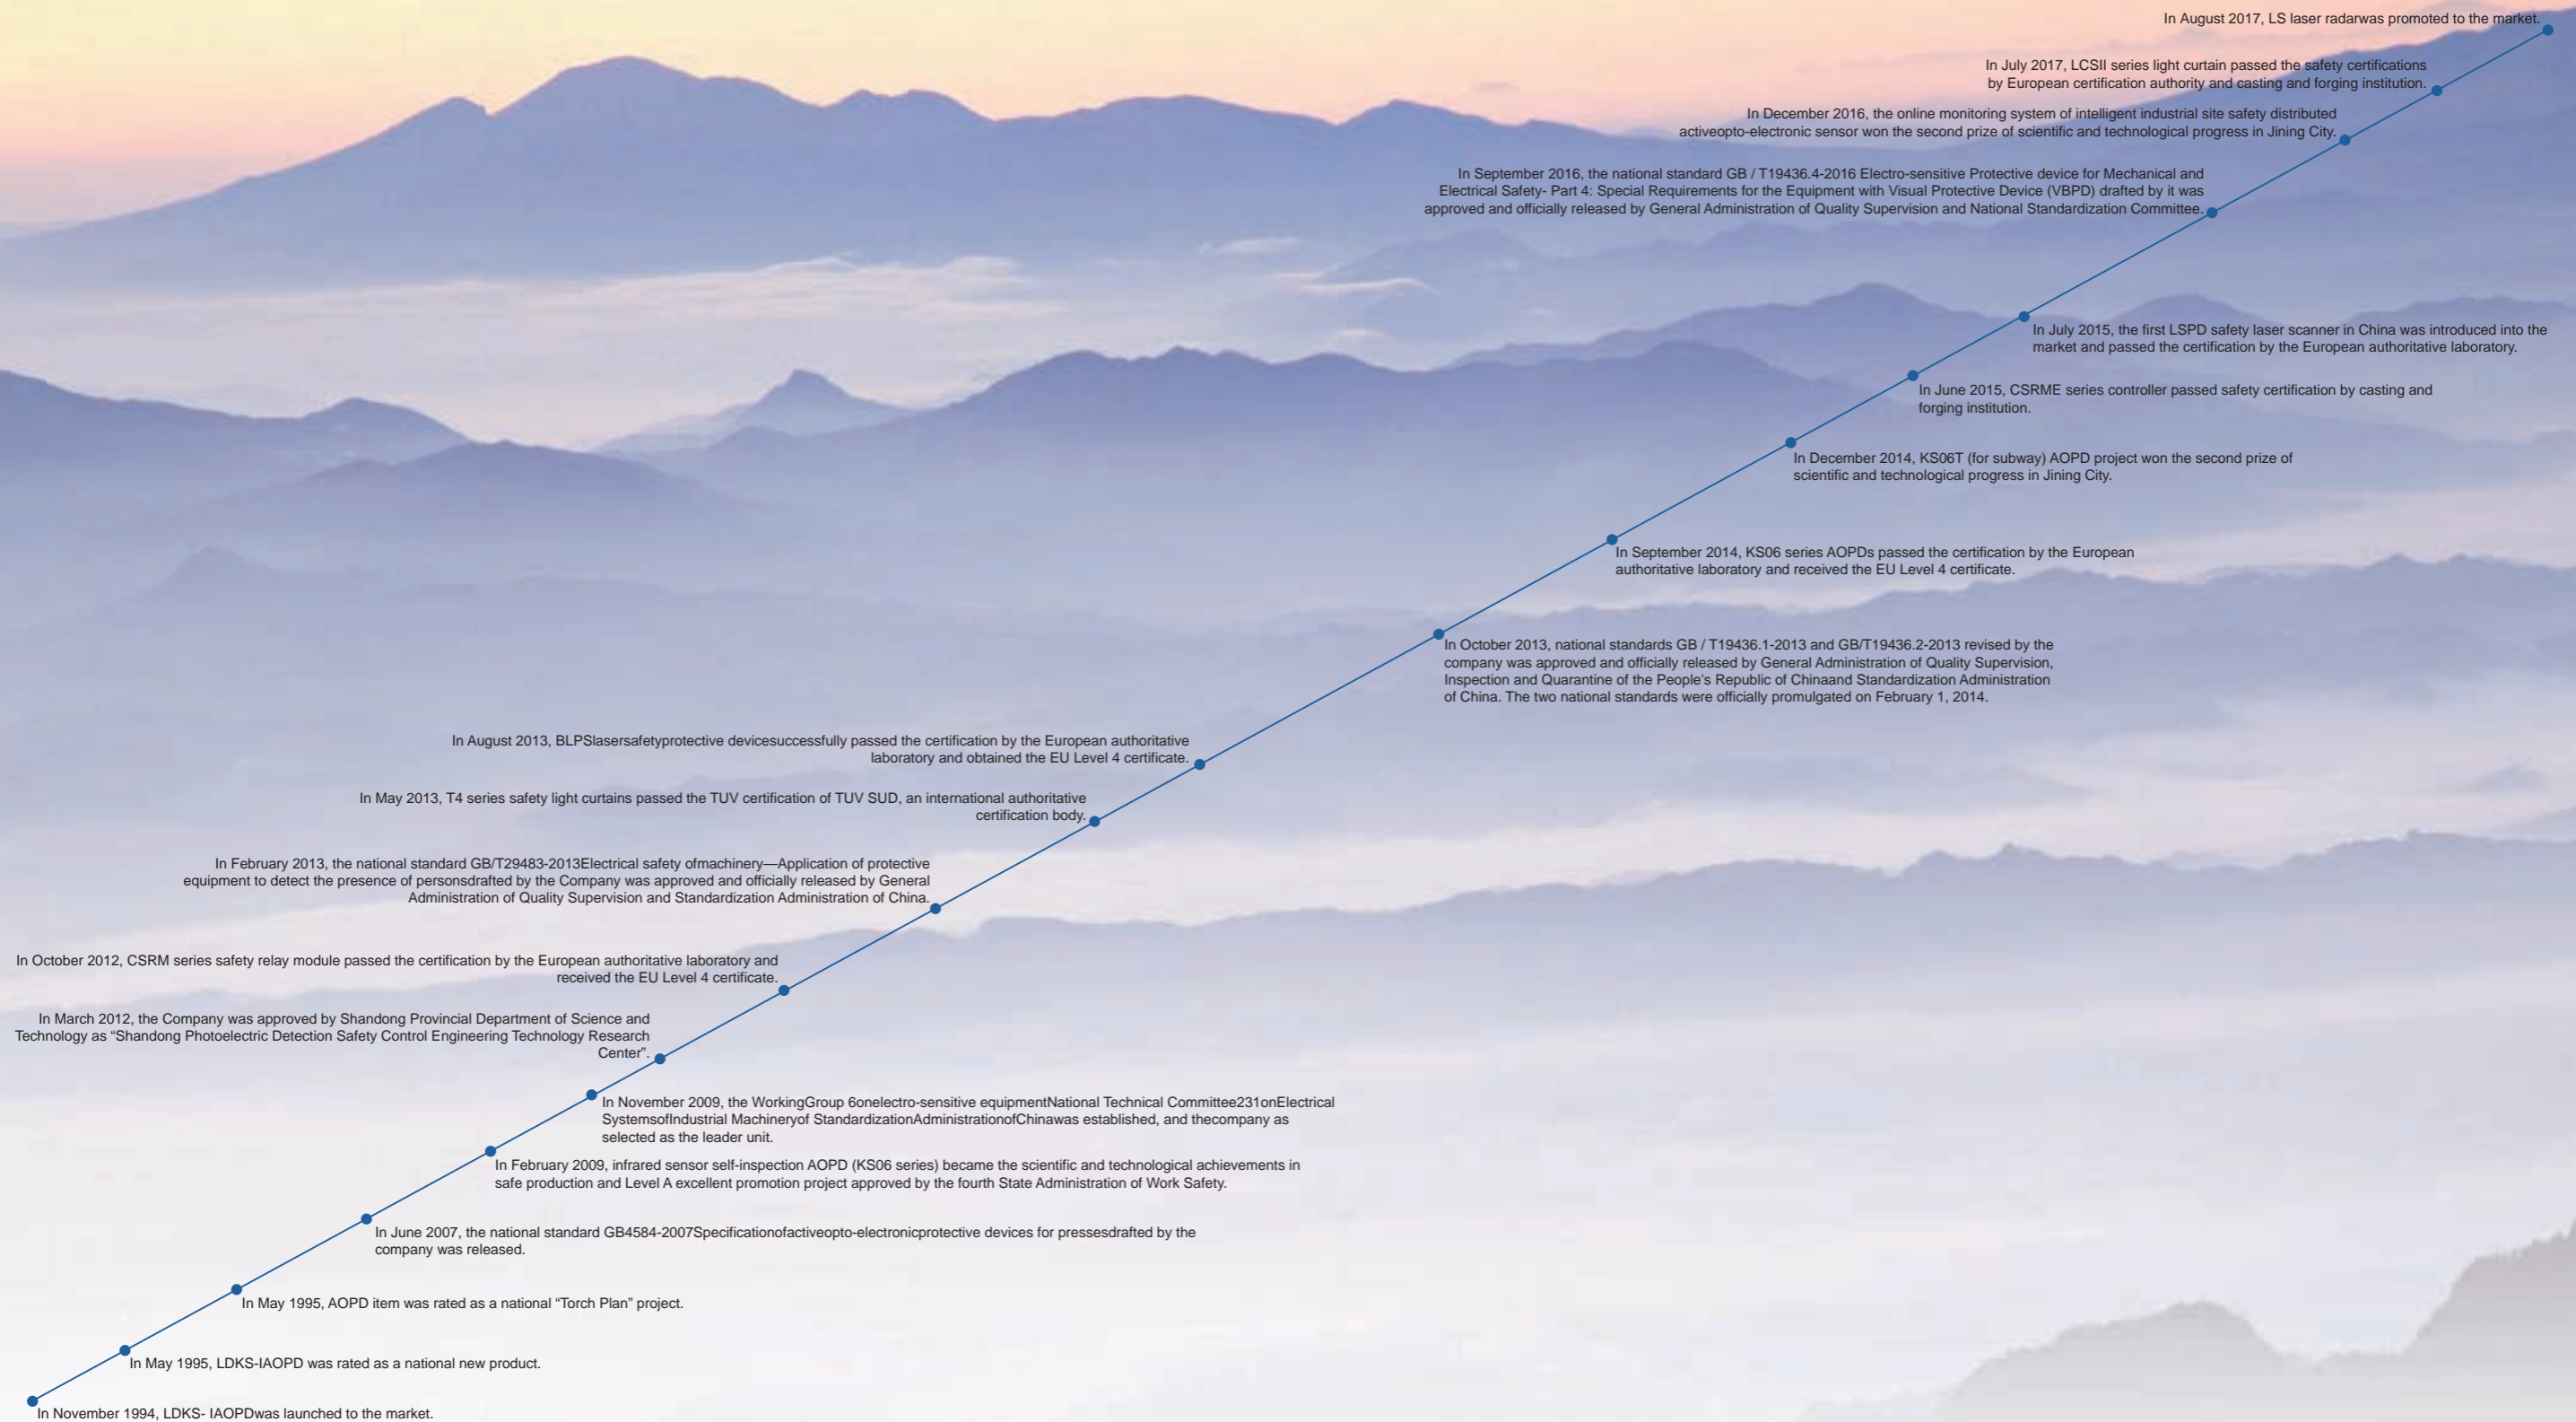 In August 2017, LS laser radarwas promoted to the market.
In July 2017, LCSII series light curtain passed the safety certifications
by European certification authority and casting and forging institution.
In December 2016, the online monitoring system of intelligent industrial site safety distributed
activeopto-electronic sensor won the second prize of scientific and technological progress in Jining City.
In September 2016, the national standard GB / T19436.4-2016 Electro-sensitive Protective device for Mechanical and
Electrical Safety- Part 4: Special Requirements for the Equipment with Visual Protective Device (VBPD) drafted by it was
approved and officially released by General Administration of Quality Supervision and National Standardization Committee.
In July 2015, the first LSPD safety laser scanner in China was introduced into the
market and passed the certification by the European authoritative laboratory.
In June 2015, CSRME series controller passed safety certification by casting and
forging institution.
In December 2014, KS06T (for subway) AOPD project won the second prize of
scientific and technological progress in Jining City.
In September 2014, KS06 series AOPDs passed the certification by the European
authoritative laboratory and received the EU Level 4 certificate.
In October 2013, national standards GB / T19436.1-2013 and GB/T19436.2-2013 revised by the
company was approved and officially released by General Administration of Quality Supervision,
Inspection and Quarantine of the People’s Republic of Chinaand Standardization Administration
of China. The two national standards were officially promulgated on February 1, 2014.
In August 2013, BLPSlasersafetyprotective devicesuccessfully passed the certification by the European authoritative
laboratory and obtained the EU Level 4 certificate.
In May 2013, T4 series safety light curtains passed the TUV certification of TUV SUD, an international authoritative
certification body.
In February 2013, the national standard GB/T29483-2013Electrical safety ofmachinery—Application of protective
equipment to detect the presence of personsdrafted by the Company was approved and officially released by General
Administration of Quality Supervision and Standardization Administration of China.
In October 2012, CSRM series safety relay module passed the certification by the European authoritative laboratory and
received the EU Level 4 certificate.
In March 2012, the Company was approved by Shandong Provincial Department of Science and
Technology as “Shandong Photoelectric Detection Safety Control Engineering Technology Research
Center”.
In November 2009, the WorkingGroup 6onelectro-sensitive equipmentNational Technical Committee231onElectrical
SystemsofIndustrial Machineryof StandardizationAdministrationofChinawas established, and thecompany as
selected as the leader unit.
In February 2009, infrared sensor self-inspection AOPD (KS06 series) became the scientific and technological achievements in
safe production and Level A excellent promotion project approved by the fourth State Administration of Work Safety.
In June 2007, the national standard GB4584-2007Specificationofactiveopto-electronicprotective devices for pressesdrafted by the
company was released.
In May 1995, AOPD item was rated as a national “Torch Plan” project.
In May 1995, LDKS-IAOPD was rated as a national new product.
In November 1994, LDKS- IAOPDwas launched to the market.